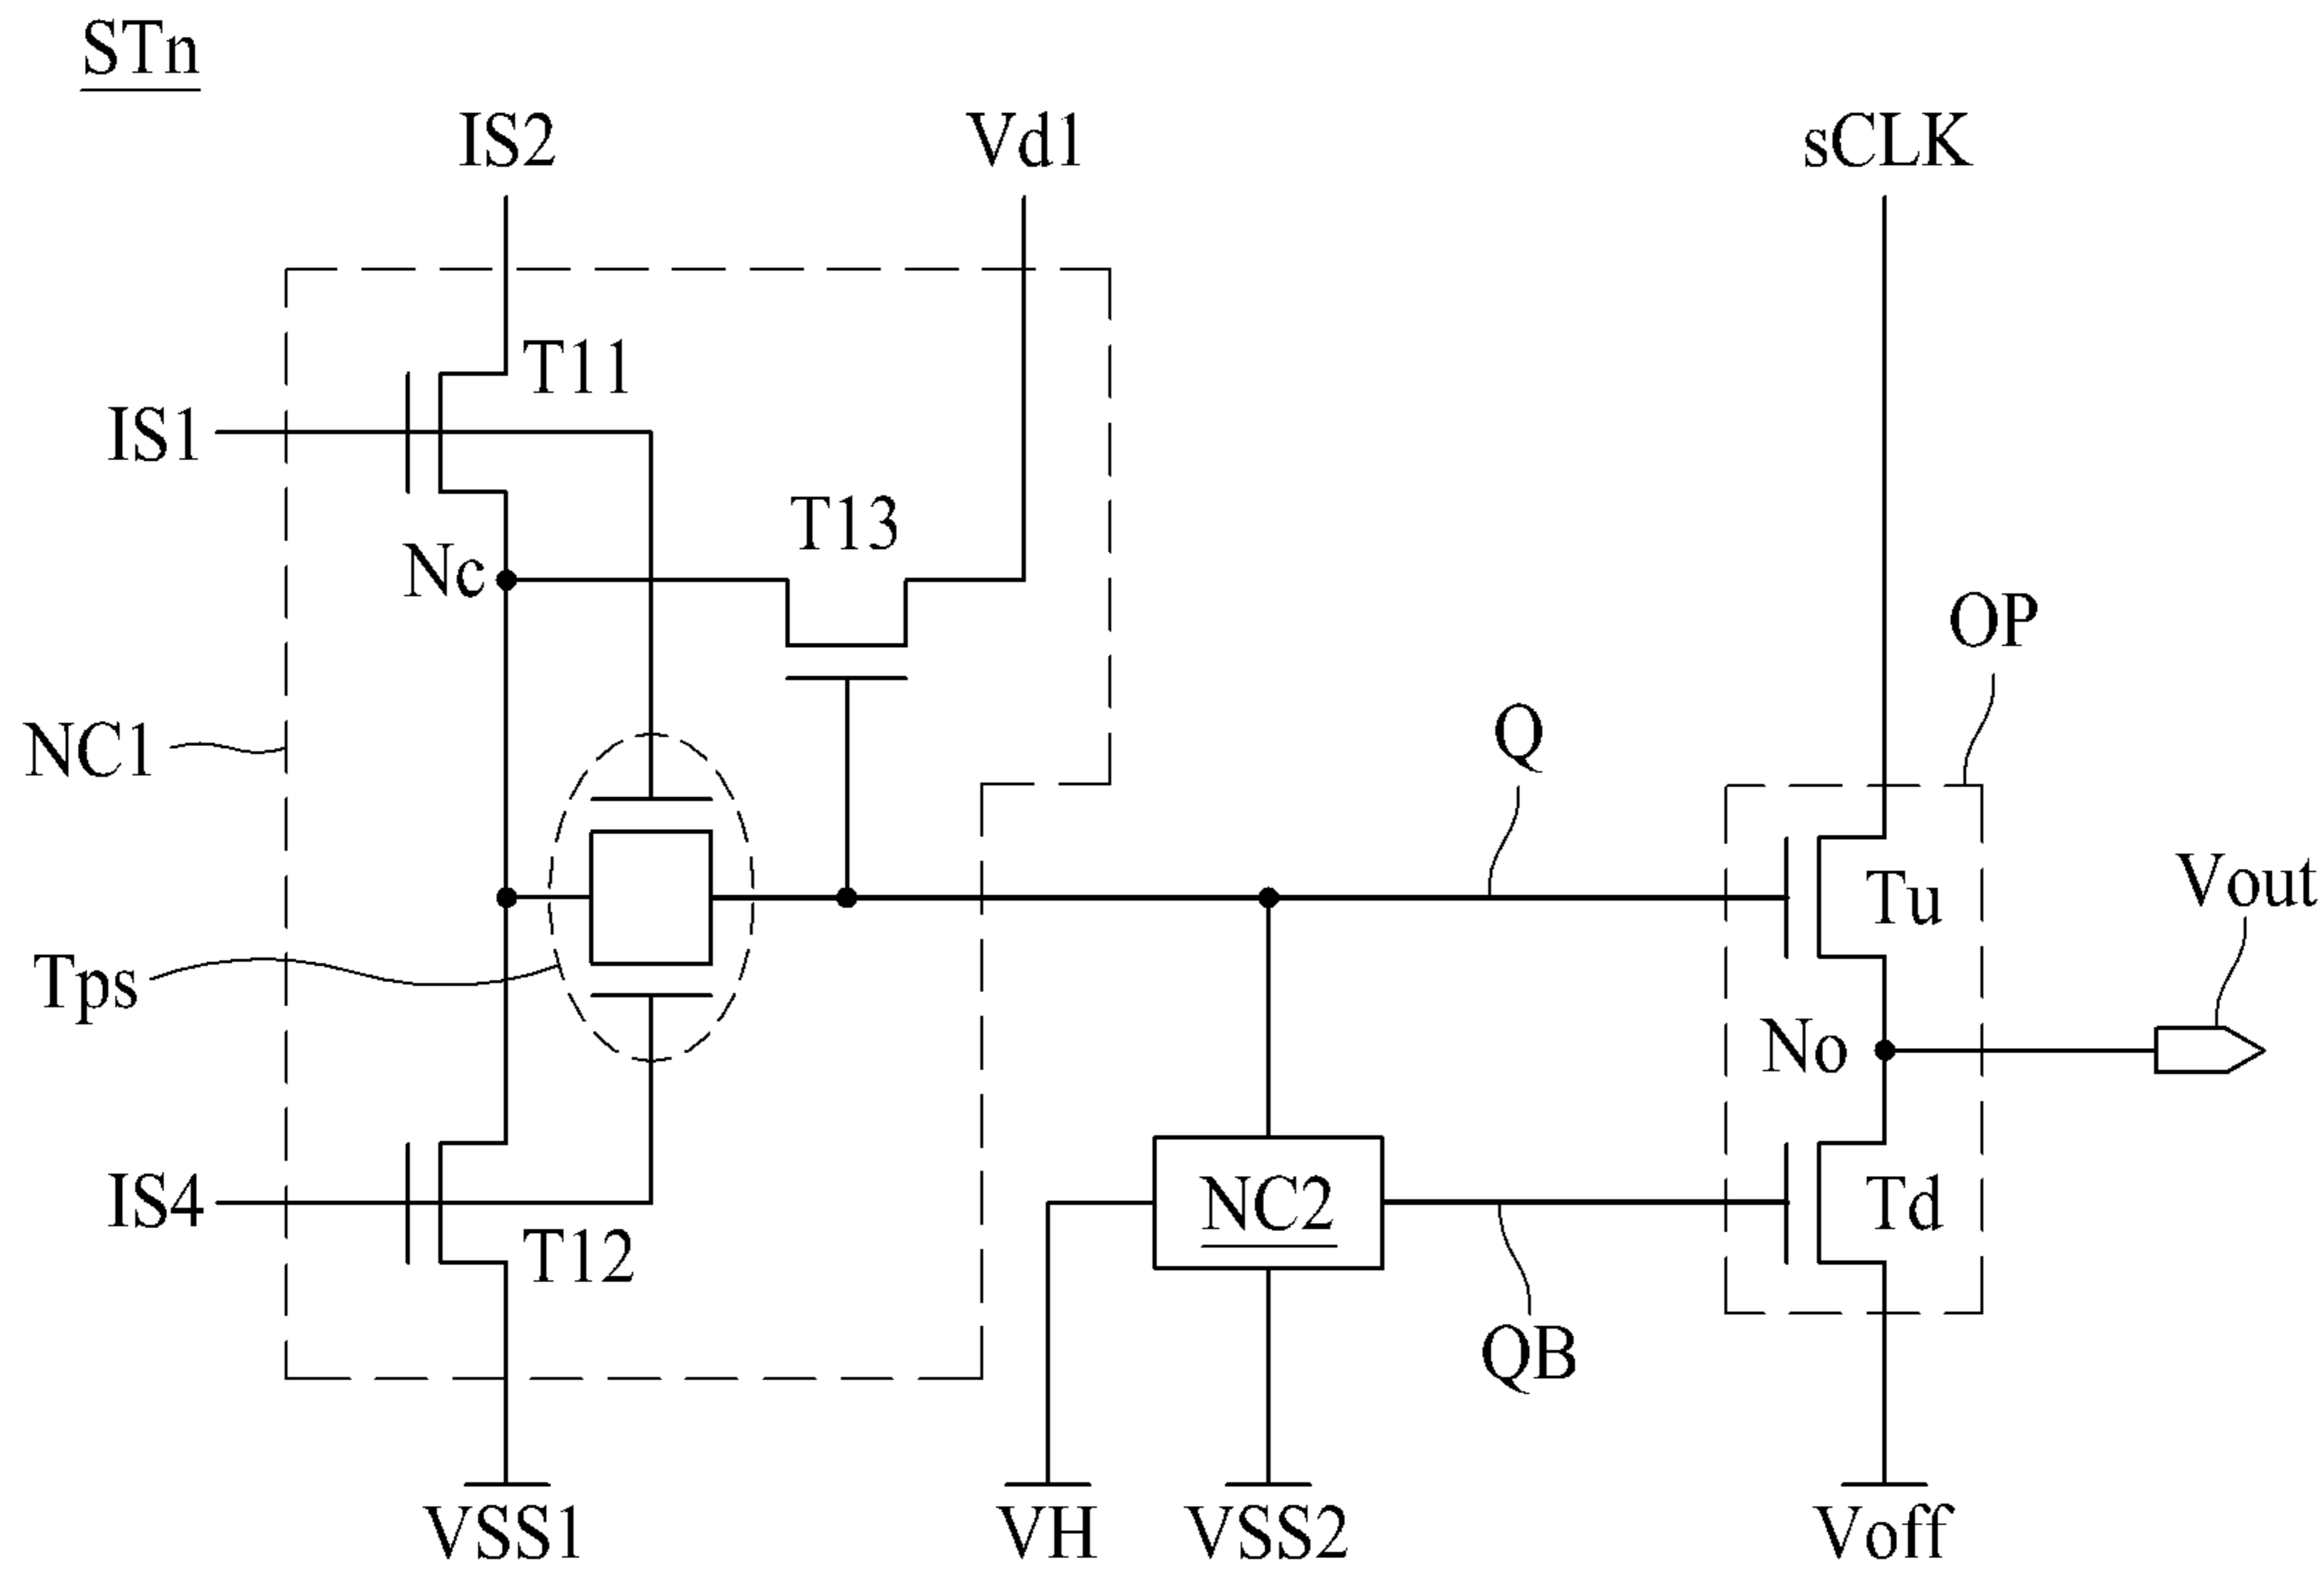 STn
IS2
Vd1
sCLK
T11
IS1
T13
Nc
OP
Q
NC1
Vout
Tu
Tps
No
IS4
NC2
Td
T12
QB
VSS1
VH
VSS2
Voff